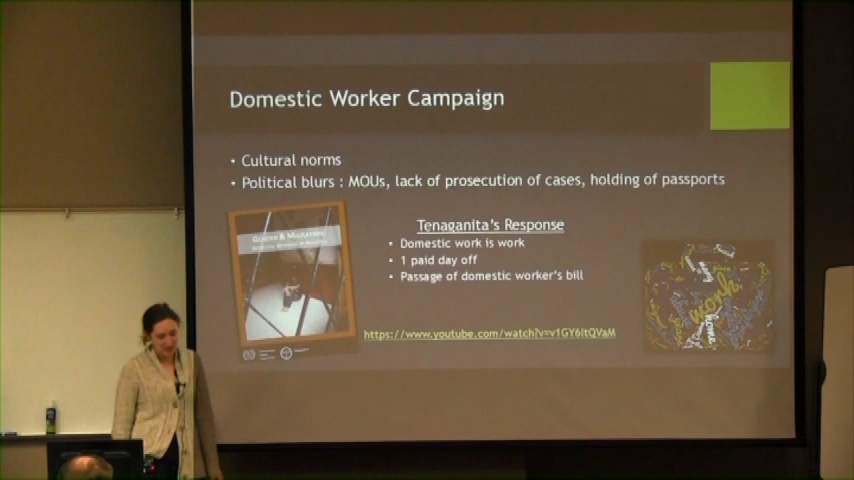 Domestic Worker Campaign
• Cultural norms
• Political blurs : MOUs, lack of prosecution of cases, holding of passports
GENDER & MIGRATION
Tenaganita's Response
• Domestic work is work
• 1 paid day off
• Passage of domestic worker's bill
https://www.youtube.com/watch?v=v1GY6ItQVaM
work
home